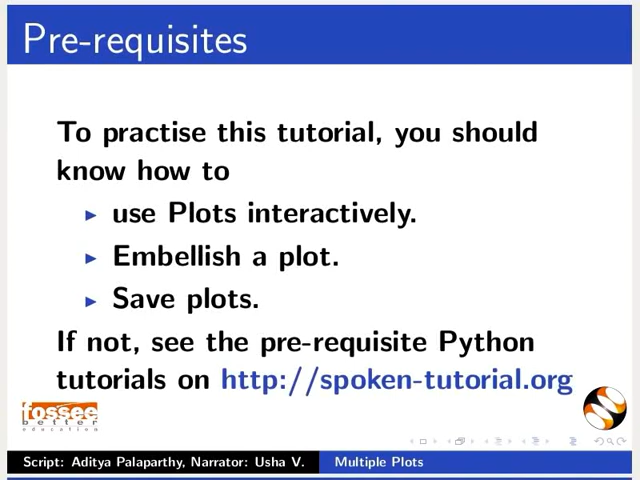 Pre-requisites
To practise this tutorial, you should
know how to
use Plots interactively.
Embellish a plot.
Save plots.
If not, see the pre-requisite Python
tutorials on http://spoken-tutorial.org
fossee
better
education
Script: Aditya Palaparthy, Narrator: Usha V. Multiple Plots